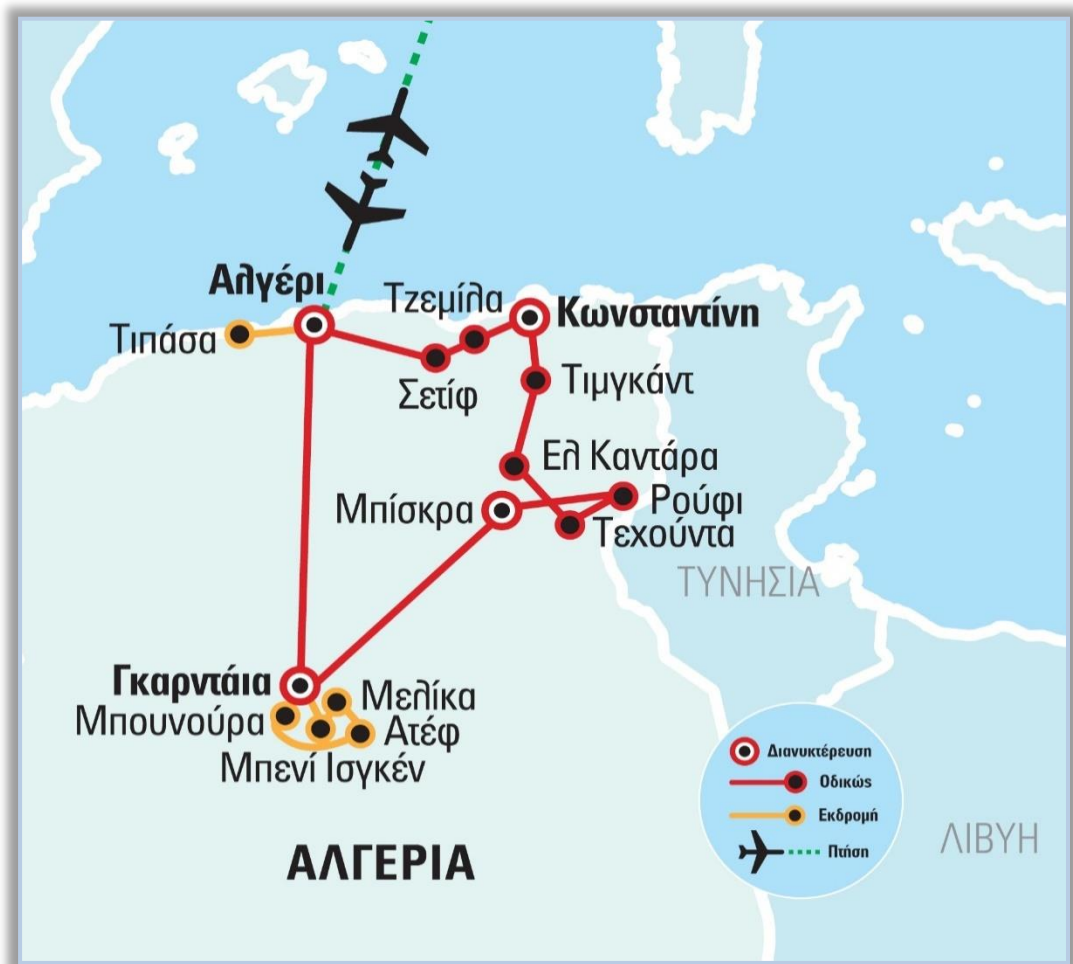 Αλγέρι
Τζεμίλα
Κωνσταντίνη
Τιπάσα
Σετίφ
Τιμγκάντ
Ελ Καντάρα
Μπίσκρα
Ρούφι
Τεχούντα
ΤΥΝΗΣΙΑ
Γκαρντάια
Μελίκα
Μπουνούρα
Ατέφ
Μπενί Ισγκέν
Διανυκτέρευση
Οδικώς
Εκδρομή
Πτήση
ΛΙΒΥΗ
ΑΛΓΕΡΙΑ